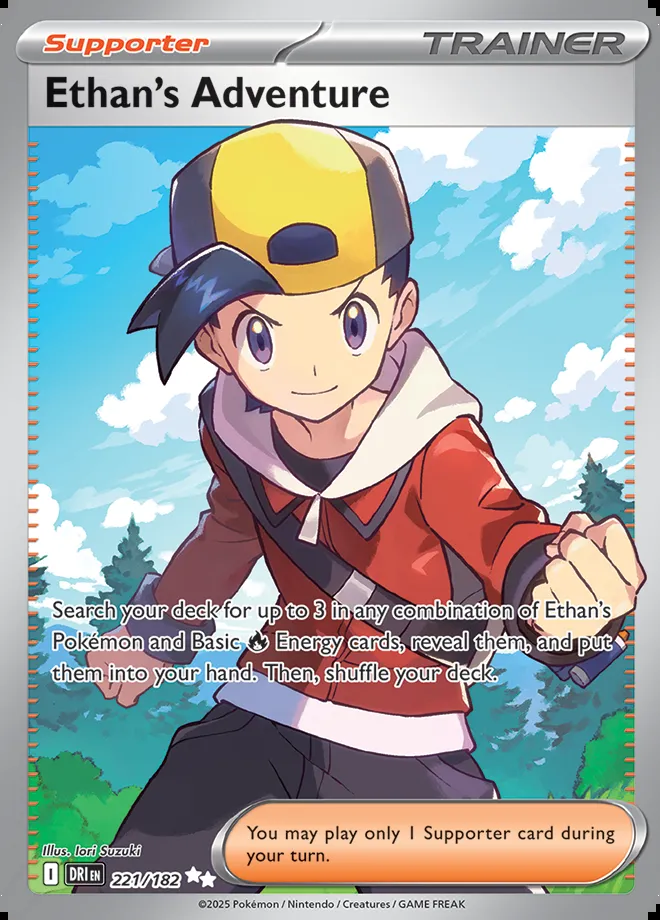 Supporter
TRAINER
Ethan's Adventure
Search your deck for up to 3 in any combination of Ethan's
Pokémon and Basic Energy cards, reveal them, and put
them into your hand. Then, shuffle your deck.
You may play only 1 Supporter card during
your turn.
Illus. Iori Suzuki
I DRI EN 221/182
©2025 Pokémon / Nintendo / Creatures / GAME FREAK